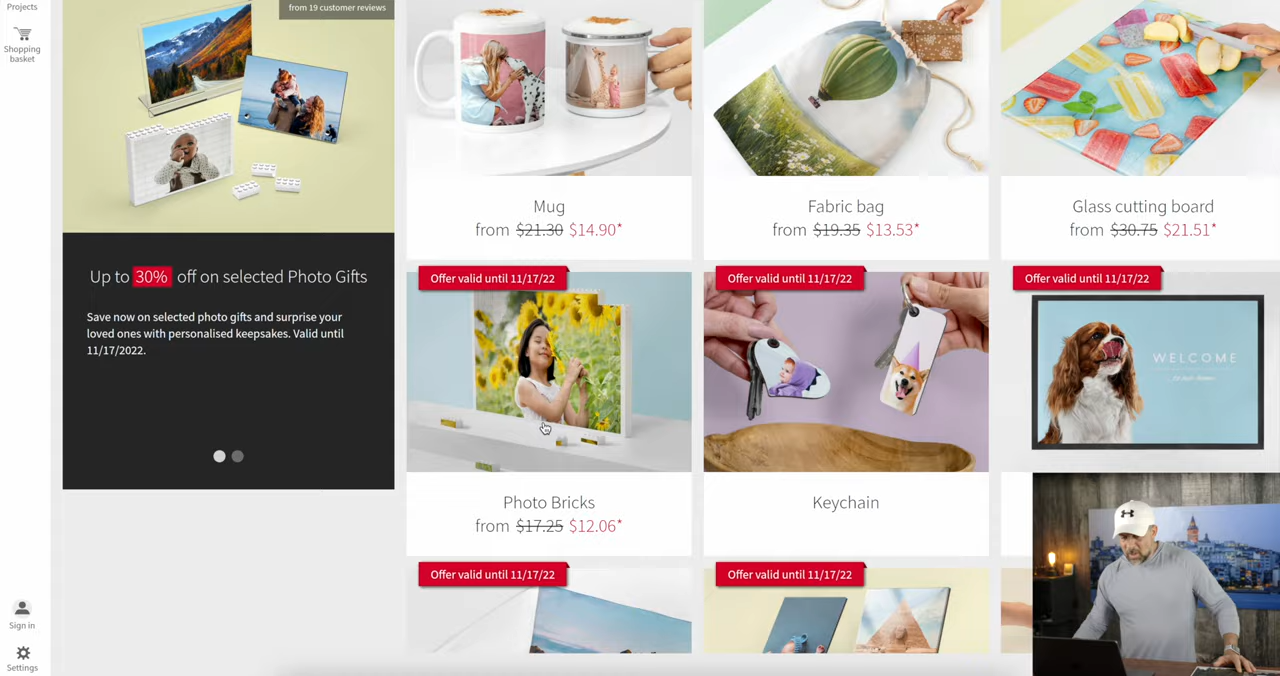 Projects
Shopping
basket
Sign in
Settings
from 19 customer reviews
Up to 30% off on selected Photo Gifts
Save now on selected photo gifts and surprise your
loved ones with personalised keepsakes. Valid until
11/17/2022.
Mug
from $21.30 $14.90*
Fabric bag
from $19.35 $13.53*
Glass cutting board
from $30.75 $21.51*
Offer valid until 11/17/22
Photo Bricks
from $17.25 $12.06*
Offer valid until 11/17/22
Keychain
Offer valid until 11/17/22
WELCOME
Offer valid until 11/17/22
Offer valid until 11/17/22